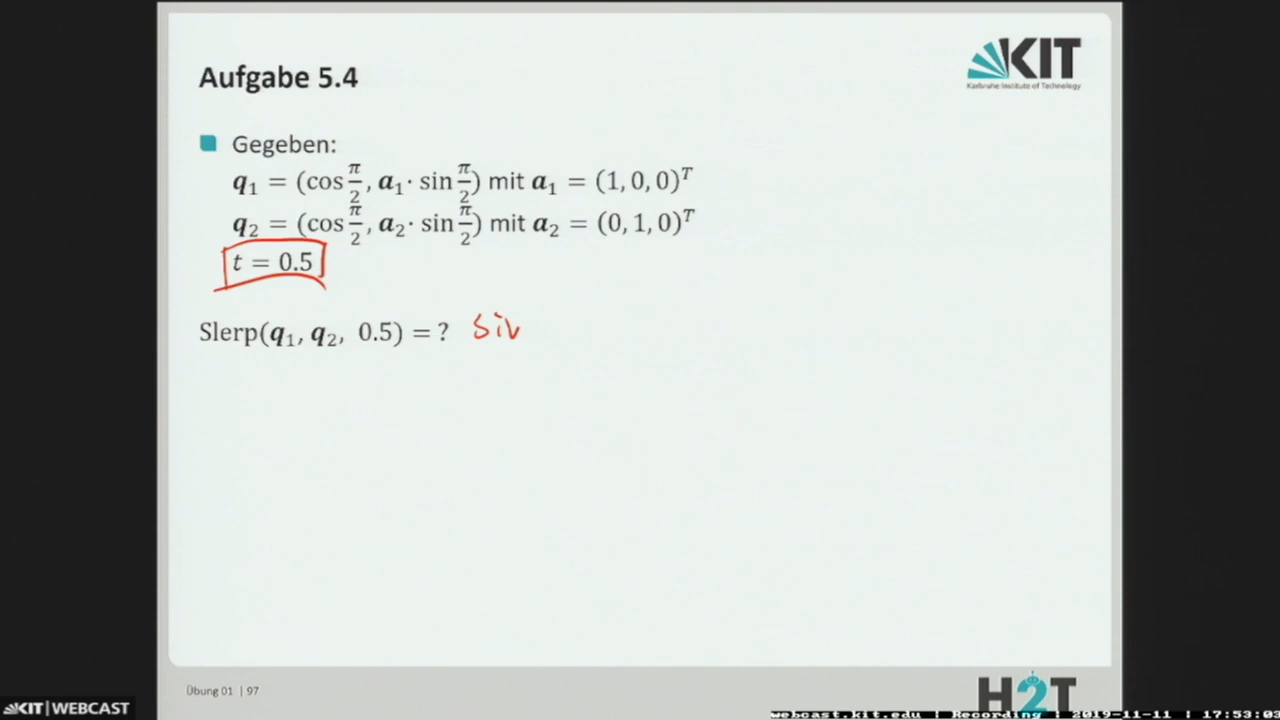 Aufgabe 5.4
KIT
Karlsruhe Institute of Technology
Gegeben:
q₁ = (cos π/2, a₁· sin π/2) mit a₁ = (1, 0, 0)ᵀ
q₂ = (cos π/2, a₂· sin π/2) mit a₂ = (0, 1, 0)ᵀ
t = 0.5
Slerp(q₁, q₂, 0.5) = ? siv
Übung 01 | 97
H2T
KIT | WEBCAST
webcast.kit.edu | Recording | 2019-11-11 | 17:53:03